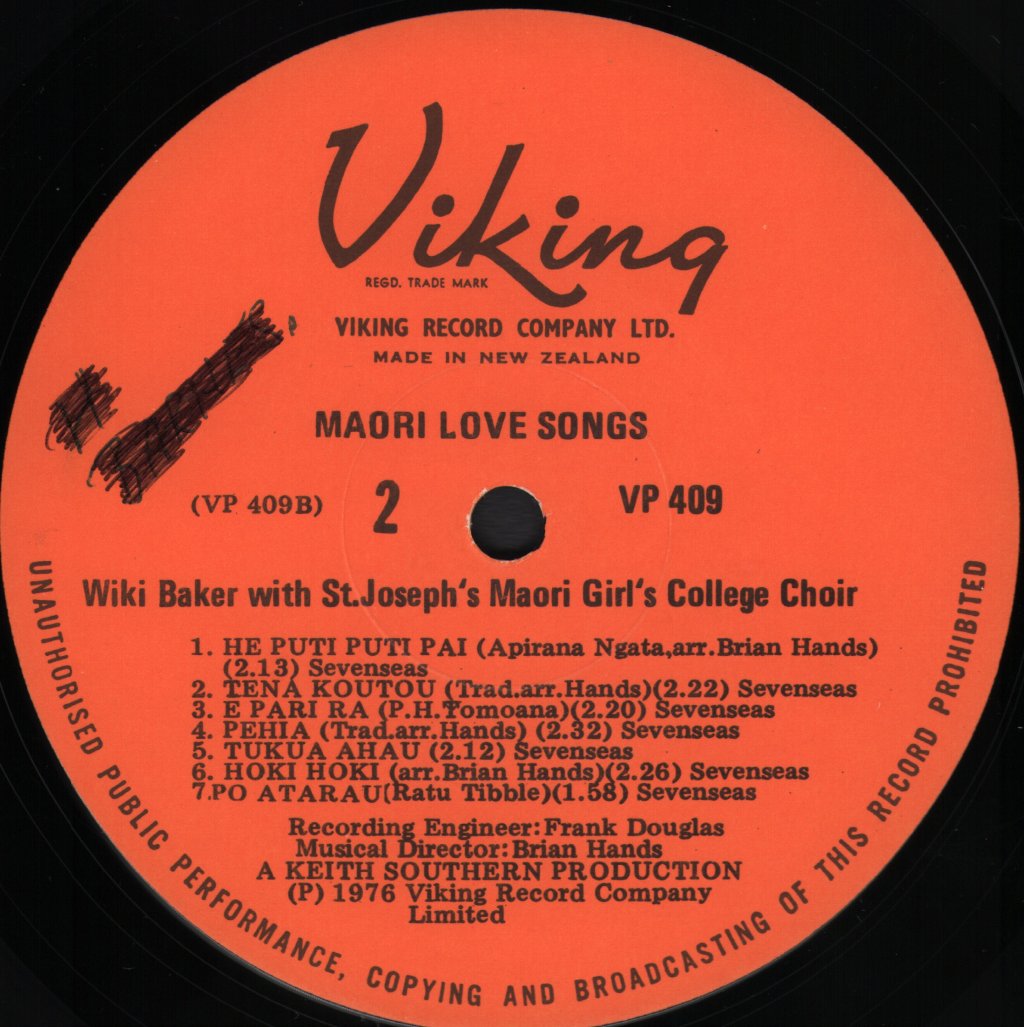 Viking
REGD. TRADE MARK
VIKING RECORD COMPANY LTD.
MADE IN NEW ZEALAND
MAORI LOVE SONGS
(VP 409B) 2 VP 409
Wiki Baker with St.Joseph's Maori Girl's College Choir
1. HE PUTI PUTI PAI (Apirana Ngata,arr.Brian Hands)
(2.13) Sevenseas
2. TENA KOUTOU (Trad.arr.Hands)(2.22) Sevenseas
3. E PARI RA (P.H.Tomoana)(2.20) Sevenseas
4. PEHIA (Trad.arr.Hands) (2.32) Sevenseas
5. TUKUA AHAU (2.12) Sevenseas
6. HOKI HOKI (arr.Brian Hands)(2.26) Sevenseas
7.PO ATARAU(Ratu Tibble)(1.58) Sevenseas
Recording Engineer:Frank Douglas
Musical Director:Brian Hands
A KEITH SOUTHERN PRODUCTION
(P) 1976 Viking Record Company
Limited
UNAUTHORISED PUBLIC PERFORMANCE, COPYING AND BROADCASTING OF THIS RECORD PROHIBITED